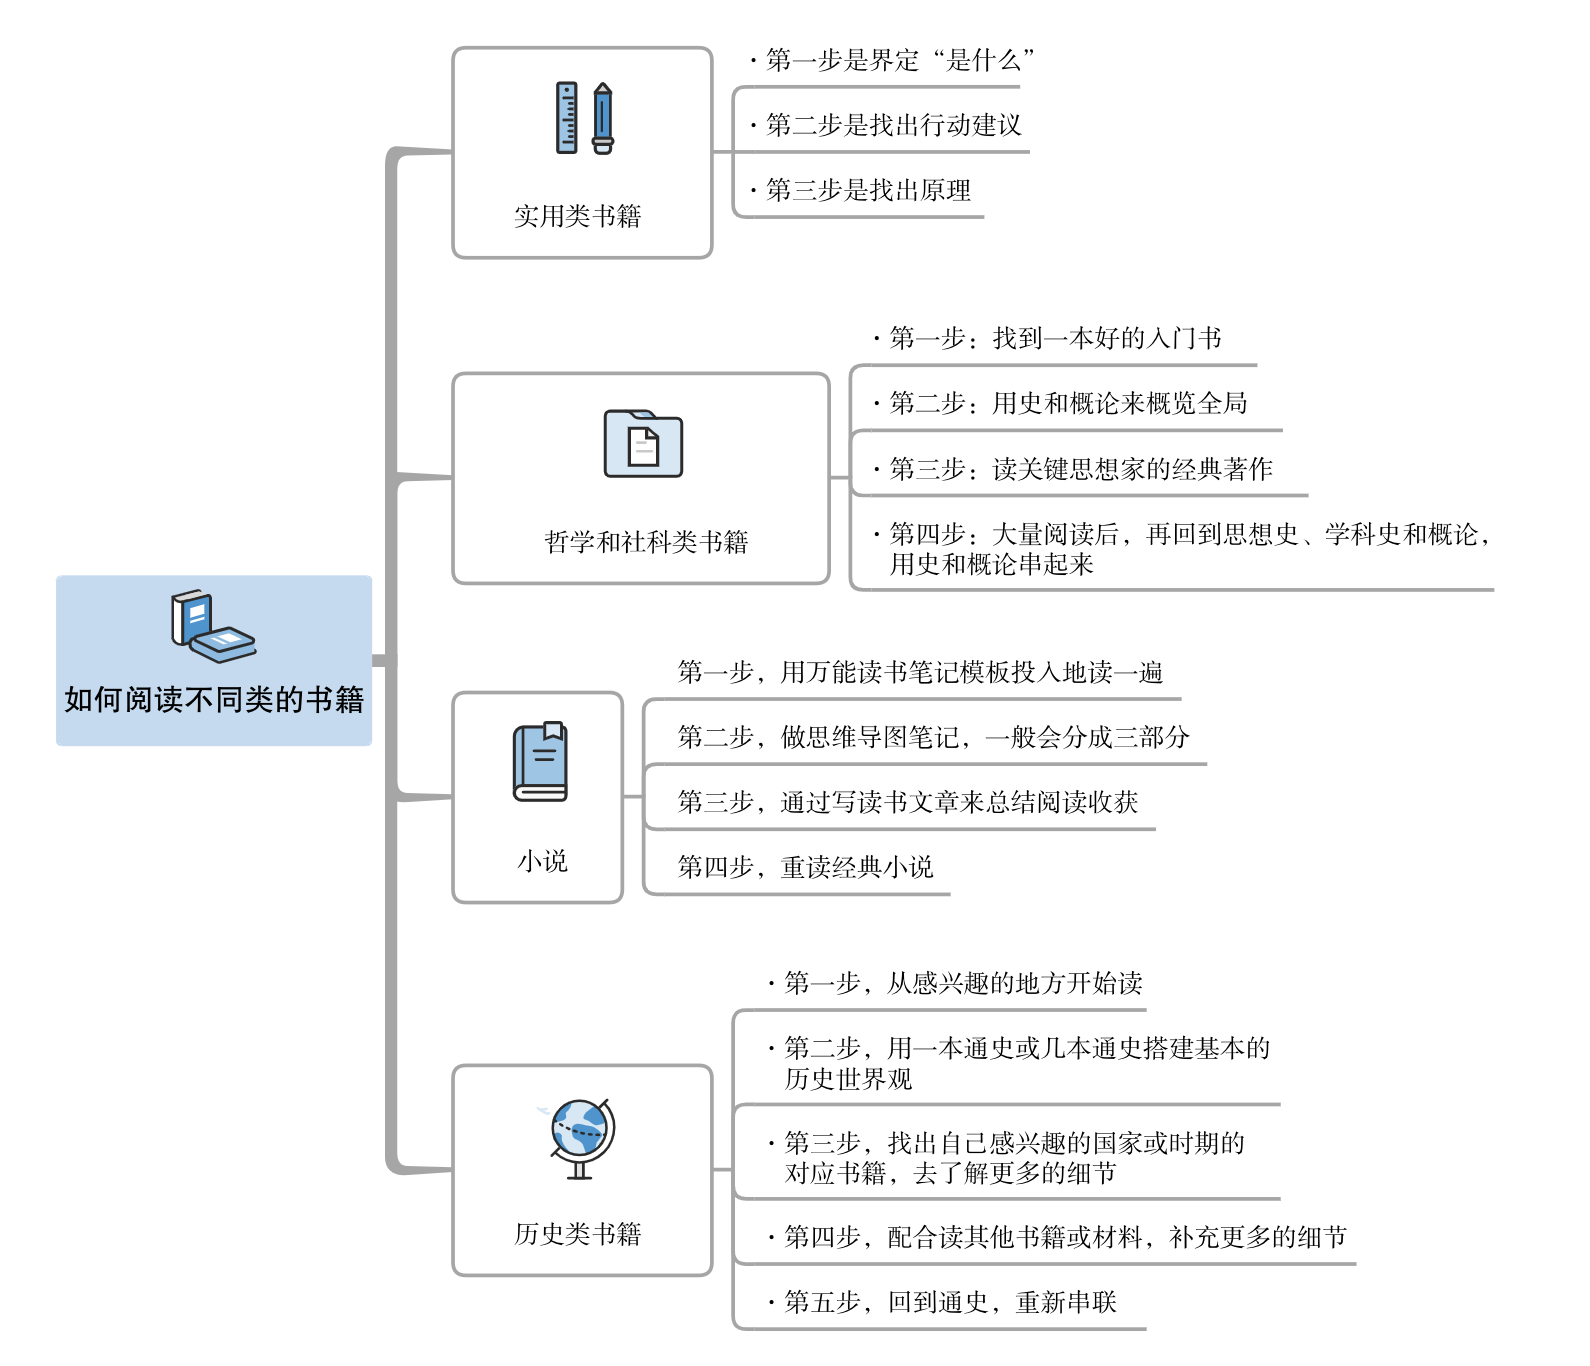 如何阅读不同类的书籍
实用类书籍
·第一步是界定“是什么”
·第二步是找出行动建议
·第三步是找出原理
哲学和社科类书籍
·第一步：找到一本好的入门书
·第二步：用史和概论来概览全局
·第三步：读关键思想家的经典著作
·第四步：大量阅读后，再回到思想史、学科史和概论，
用史和概论串起来
小说
第一步，用万能读书笔记模板投入地读一遍
第二步，做思维导图笔记，一般会分成三部分
第三步，通过写读书文章来总结阅读收获
第四步，重读经典小说
历史类书籍
·第一步，从感兴趣的地方开始读
·第二步，用一本通史或几本通史搭建基本的
历史世界观
·第三步，找出自己感兴趣的国家或时期的
对应书籍，去了解更多的细节
·第四步，配合读其他书籍或材料，补充更多的细节
·第五步，回到通史，重新串联